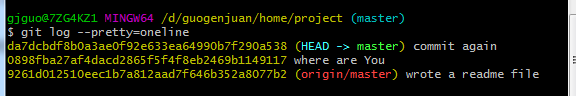 gjguo@7ZG4KZ1 MINGW64 /d/guogenjuan/home/project (master)
$ git log --pretty=oneline
da7dcbdf8b0a3ae0f92e633ea64990b7f290a538 (HEAD -> master) commit again
0898fba27af4dacd2865f5f4f8eb2469b1149117 where are You
9261d012510eec1b7a812aad7f646b352a8077b2 (origin/master) wrote a readme file